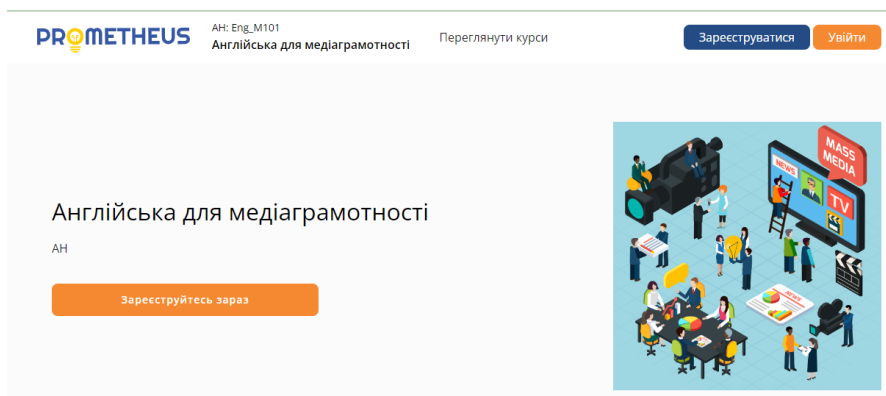 PROMETHEUS
AH: Eng_M101
Англійська для медіаграмотності
Переглянути курси
Зареєструватися
Увійти
Англійська для медіаграмотності
AH
Зареєструйтесь зараз
MASS
MEDIA
NEWS
TV
NEWS